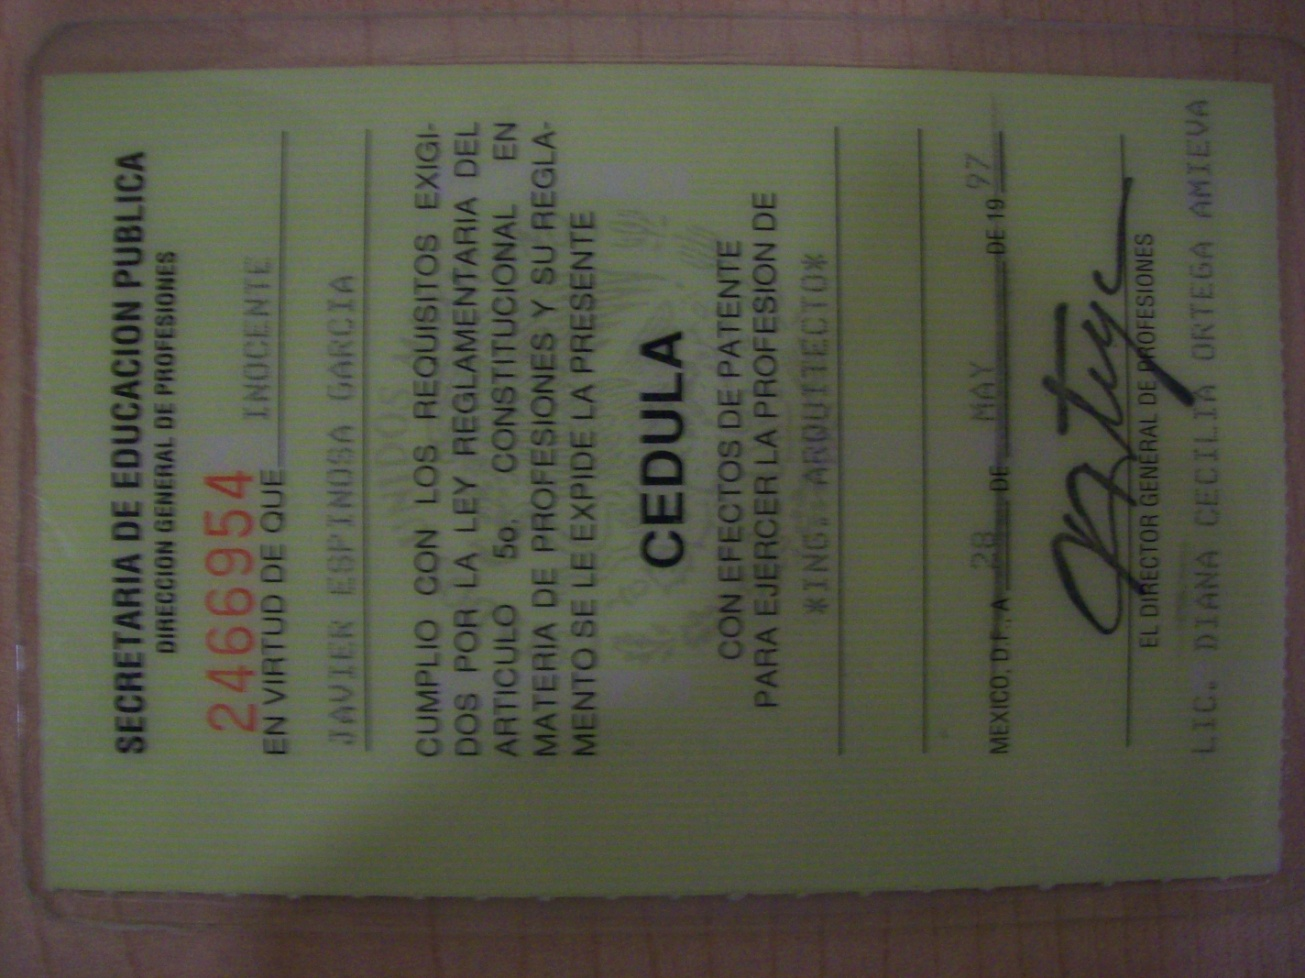 SECRETARIA DE EDUCACION PUBLICA
DIRECCION GENERAL DE PROFESIONES
2466954
EN VIRTUD DE QUE INOCENTE
JAVIER ESPINOSA GARCIA
CUMPLIO CON LOS REQUISITOS EXIGI-
DOS POR LA LEY REGLAMENTARIA DEL
ARTICULO 5o. CONSTITUCIONAL EN
MATERIA DE PROFESIONES Y SU REGLA-
MENTO SE LE EXPIDE LA PRESENTE
CEDULA
CON EFECTOS DE PATENTE
PARA EJERCER LA PROFESION DE
*ING. ARQUITECTO*
MEXICO, D.F., A 28 DE MAY DE 19 97
EL DIRECTOR GENERAL DE PROFESIONES
LIC. DIANA CECILIA ORTEGA AMIEVA